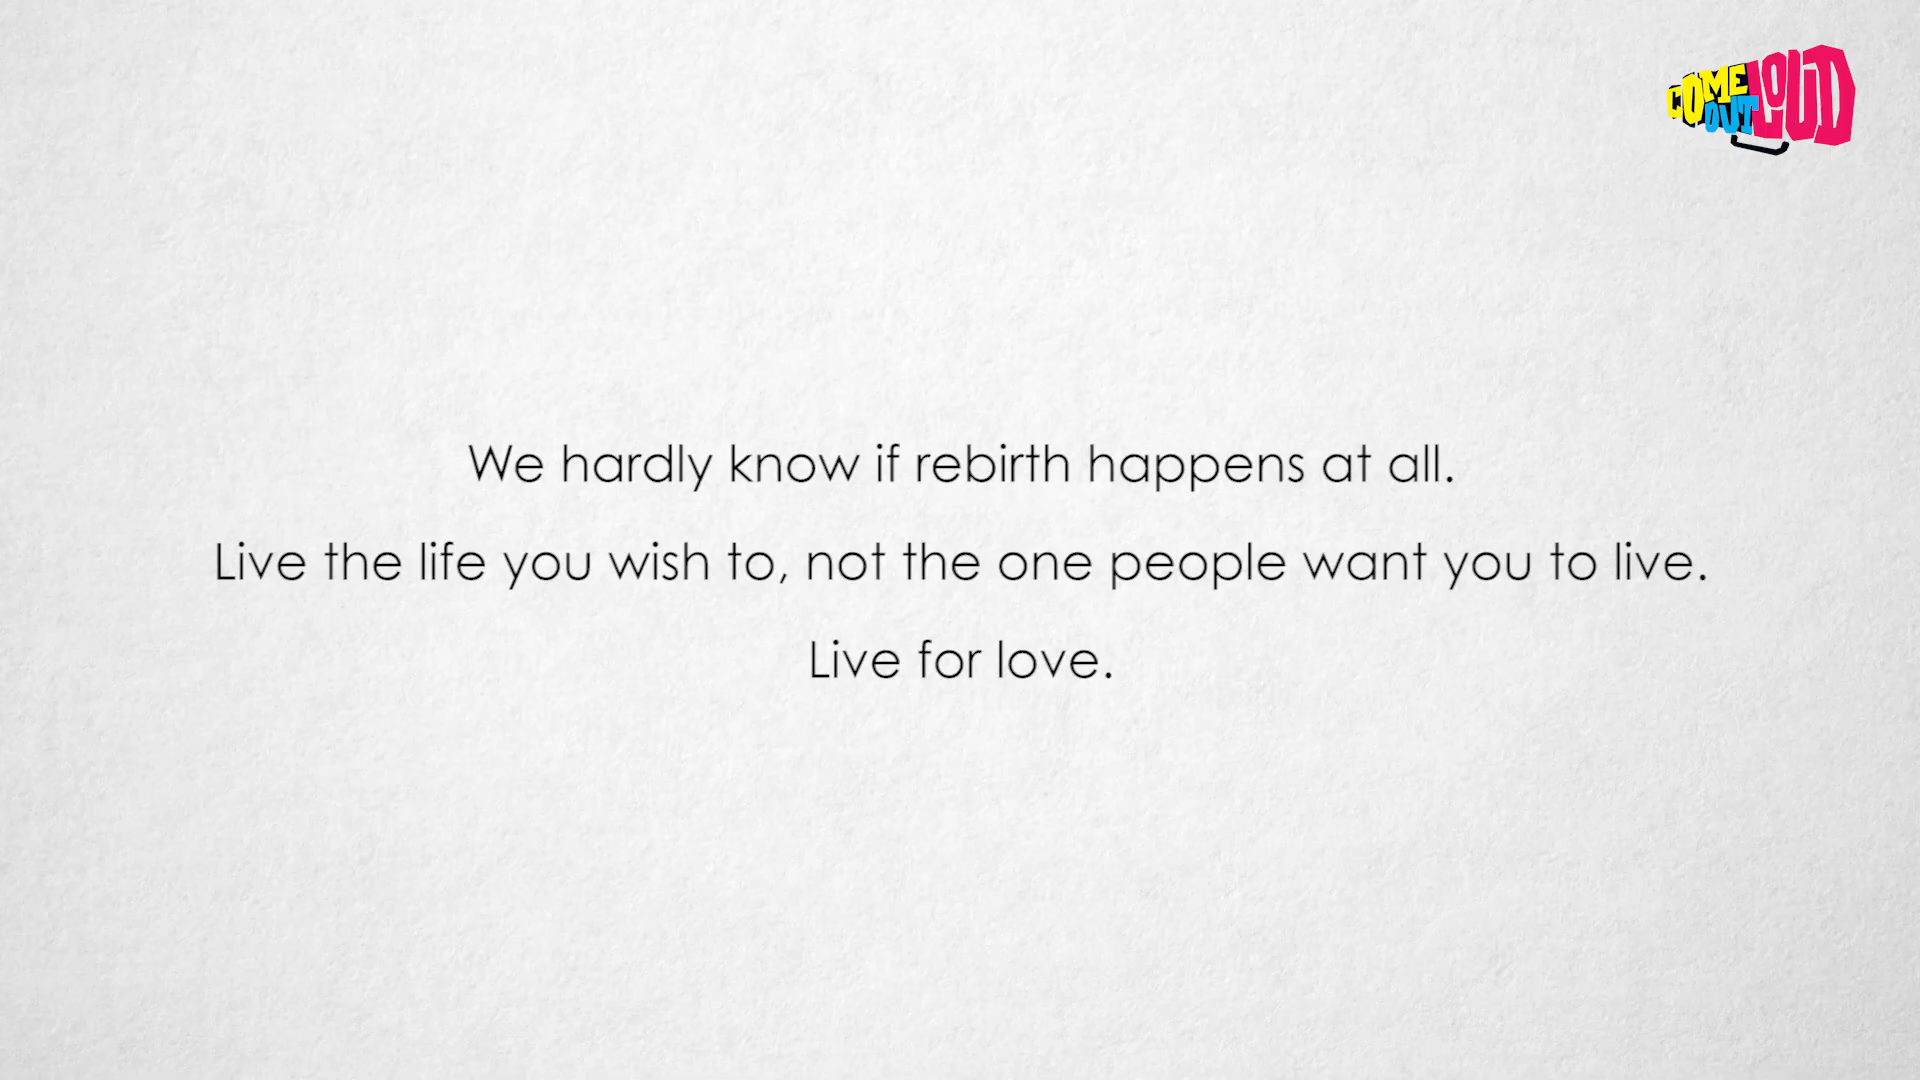 COME
OUT LOUD
We hardly know if rebirth happens at all.
Live the life you wish to, not the one people want you to live.
Live for love.